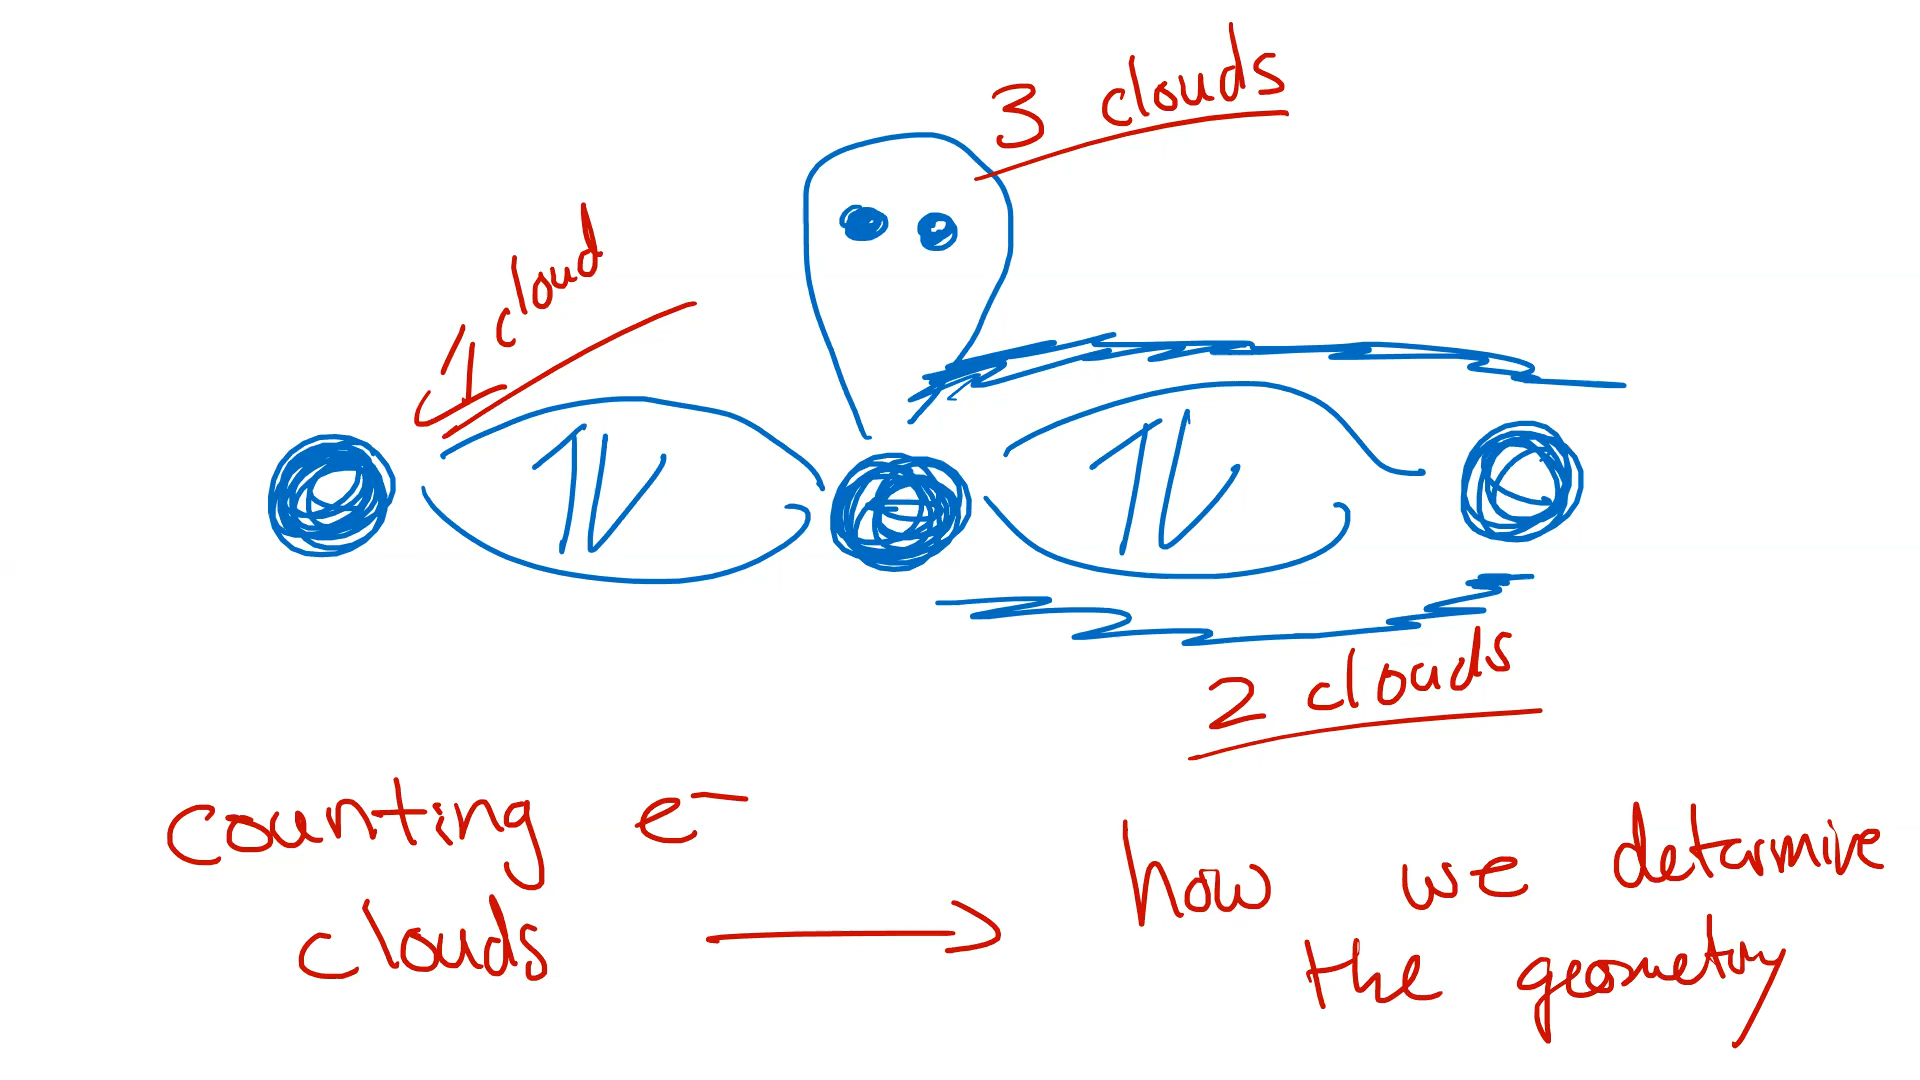 3 clouds
1 cloud
2 clouds
counting e⁻
clouds
how we determine
the geometry